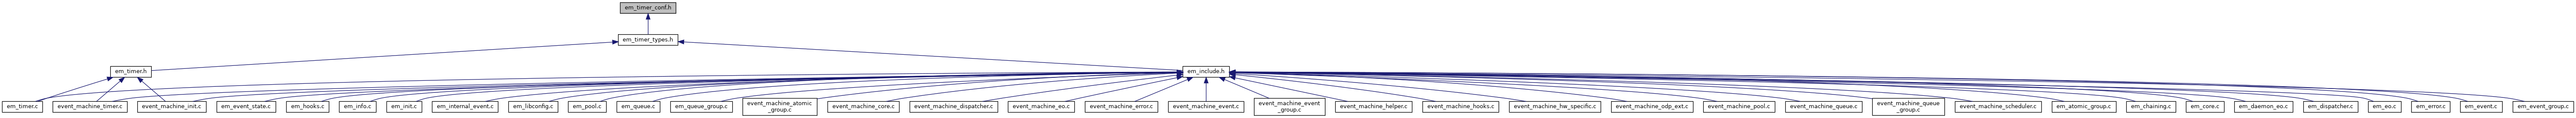 em_timer_conf.h
em_timer_types.h
em_timer.h
em_include.h
em_timer.c
event_machine_timer.c
event_machine_init.c
em_event_state.c
em_hooks.c
em_info.c
em_init.c
em_internal_event.c
em_libconfig.c
em_pool.c
em_queue.c
em_queue_group.c
event_machine_atomic
_group.c
event_machine_core.c
event_machine_dispatcher.c
event_machine_eo.c
event_machine_error.c
event_machine_event.c
event_machine_event
_group.c
event_machine_helper.c
event_machine_hooks.c
event_machine_hw_specific.c
event_machine_odp_ext.c
event_machine_pool.c
event_machine_queue.c
event_machine_queue
_group.c
event_machine_scheduler.c
em_atomic_group.c
em_chaining.c
em_core.c
em_daemon_eo.c
em_dispatcher.c
em_eo.c
em_error.c
em_event.c
em_event_group.c